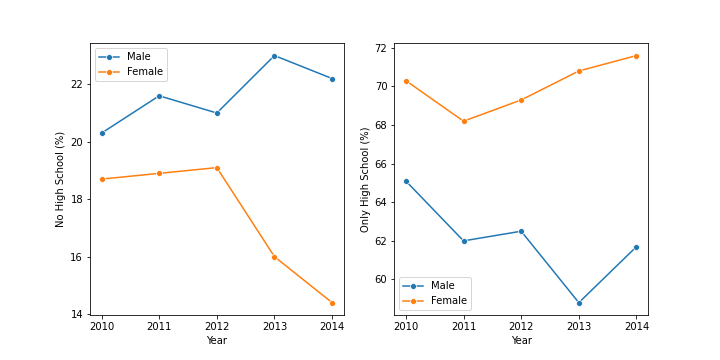 Male
Female
No High School (%)
22
20
18
16
14
2010 2011 2012 2013 2014
Year
Only High School (%)
72
70
68
66
64
62
60
Male
Female
2010 2011 2012 2013 2014
Year